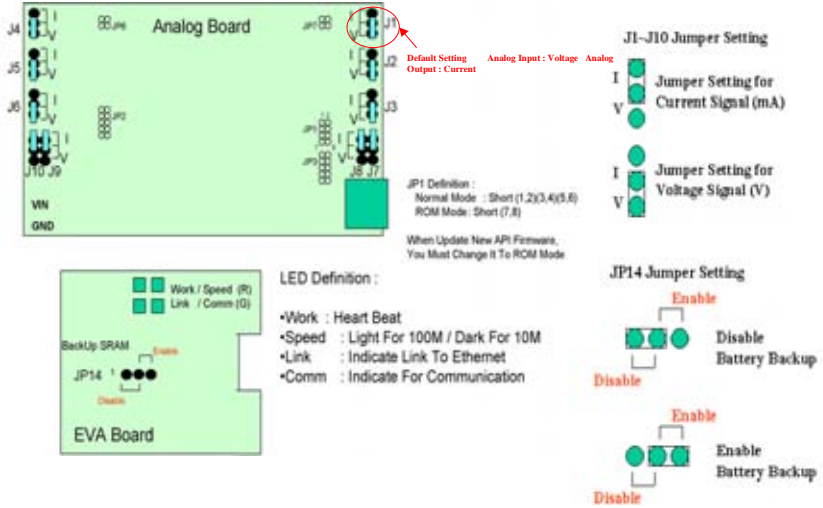 J4
I
V
J5
I
V
J6
I
V
J10 J9
I
V
VIN
GND
JP6
Analog Board
JP2
JP7
JP1
JP3
I
V
J1
I
V
J2
I
V
J3
I
V
J8 J7
Default Setting Analog Input : Voltage Analog
Output : Current
JP1 Definition :
Normal Mode : Short (1,2)(3,4)(5,6)
ROM Mode : Short (7,8)
When Update New API Firmware,
You Must Change It To ROM Mode
J1~J10 Jumper Setting
I
V
Jumper Setting for
Current Signal (mA)
I
V
Jumper Setting for
Voltage Signal (V)
Work / Speed (R)
Link / Comm (G)
BackUp SRAM
Enable
JP14 1
Disable
EVA Board
LED Definition :
•Work : Heart Beat
•Speed : Light For 100M / Dark For 10M
•Link : Indicate Link To Ethernet
•Comm : Indicate For Communication
JP14 Jumper Setting
Enable
Disable
Disable
Battery Backup
Enable
Disable
Enable
Battery Backup